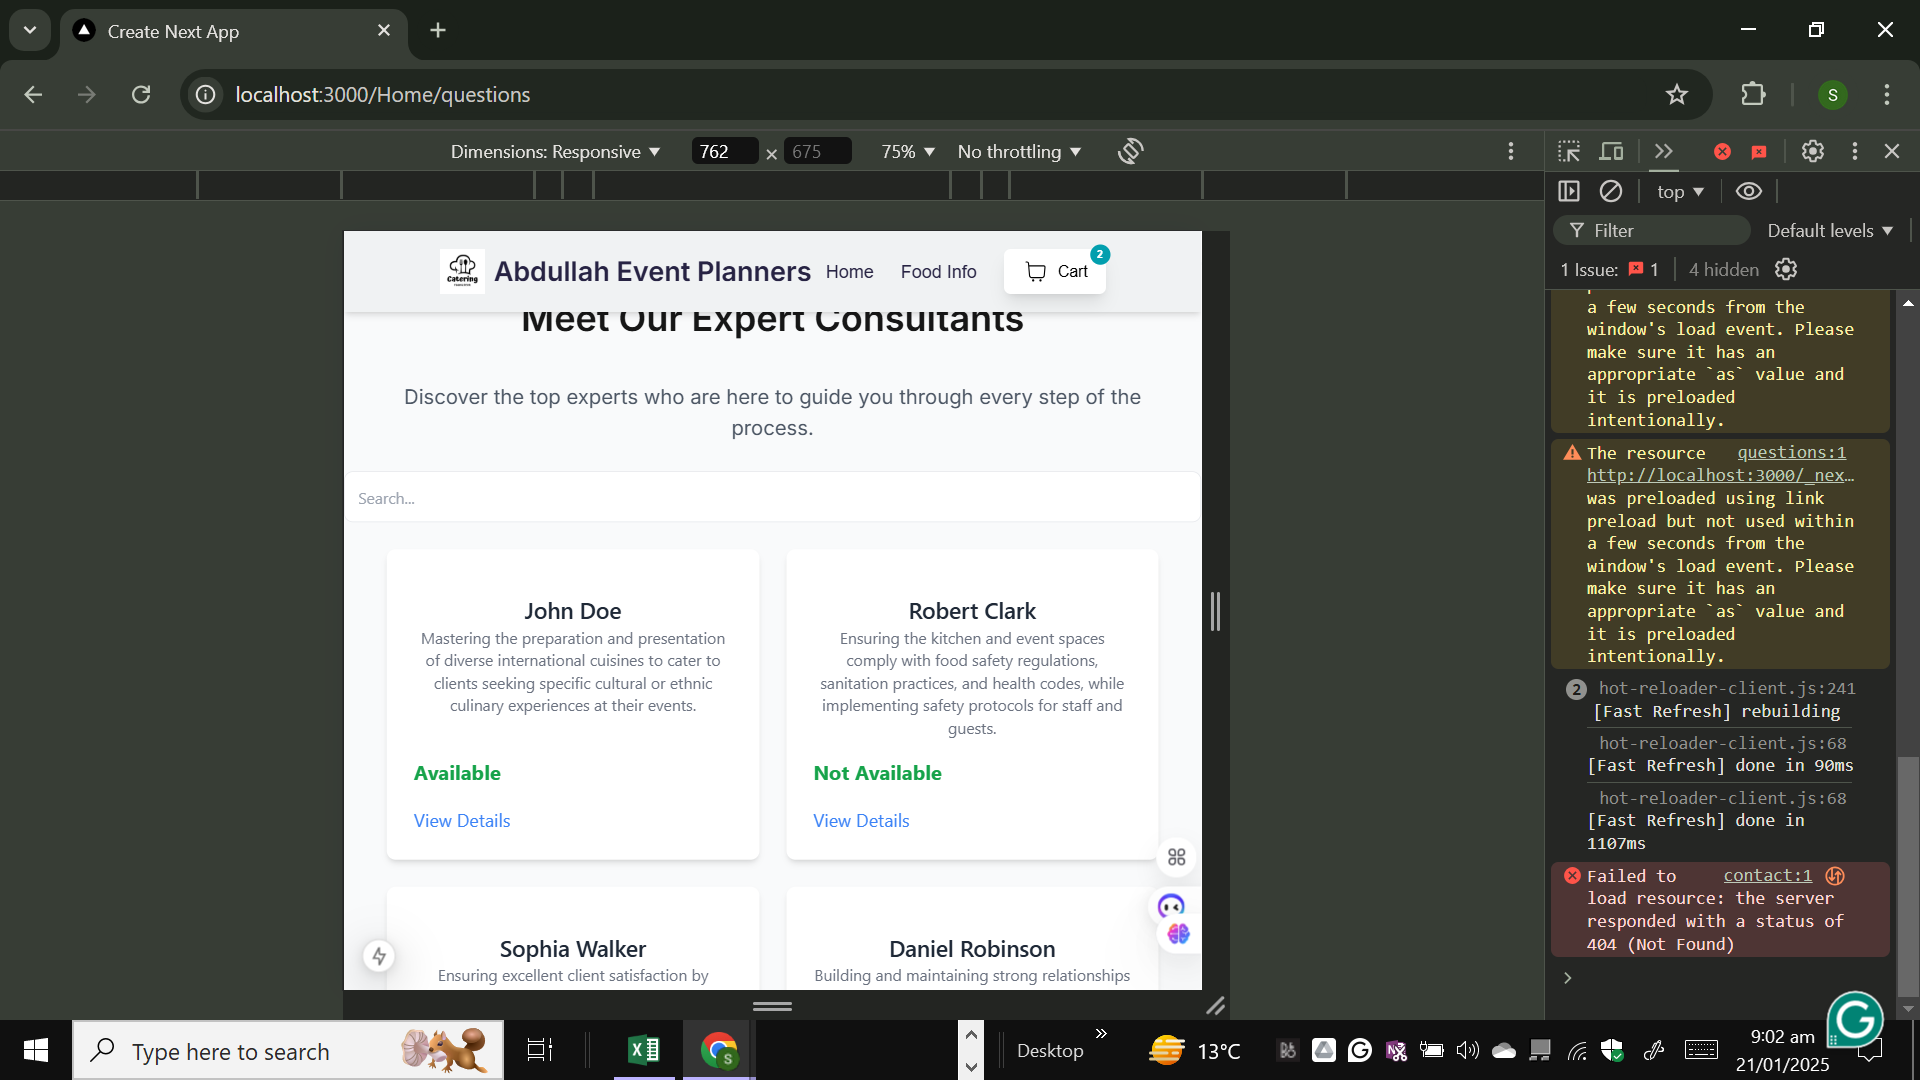 Create Next App
localhost:3000/Home/questions
S
Dimensions: Responsive
762 × 675
75%
No throttling
top
Filter
Default levels
1 Issue: 1
4 hidden
Catering
Abdullah Event Planners
Home
Food Info
Cart
2
Meet Our Expert Consultants
Discover the top experts who are here to guide you through every step of the
process.
Search...
John Doe
Mastering the preparation and presentation
of diverse international cuisines to cater to
clients seeking specific cultural or ethnic
culinary experiences at their events.
Available
View Details
Robert Clark
Ensuring the kitchen and event spaces
comply with food safety regulations,
sanitation practices, and health codes, while
implementing safety protocols for staff and
guests.
Not Available
View Details
Sophia Walker
Ensuring excellent client satisfaction by
Daniel Robinson
Building and maintaining strong relationships
a few seconds from the
window's load event. Please
make sure it has an
appropriate `as` value and
it is preloaded
intentionally.
The resource questions:1
http://localhost:3000/_nex…
was preloaded using link
preload but not used within
a few seconds from the
window's load event. Please
make sure it has an
appropriate `as` value and
it is preloaded
intentionally.
2 hot-reloader-client.js:241
[Fast Refresh] rebuilding
hot-reloader-client.js:68
[Fast Refresh] done in 90ms
hot-reloader-client.js:68
[Fast Refresh] done in
1107ms
Failed to contact:1
load resource: the server
responded with a status of
404 (Not Found)
Type here to search
S
Desktop
13°C
9:02 am
21/01/2025